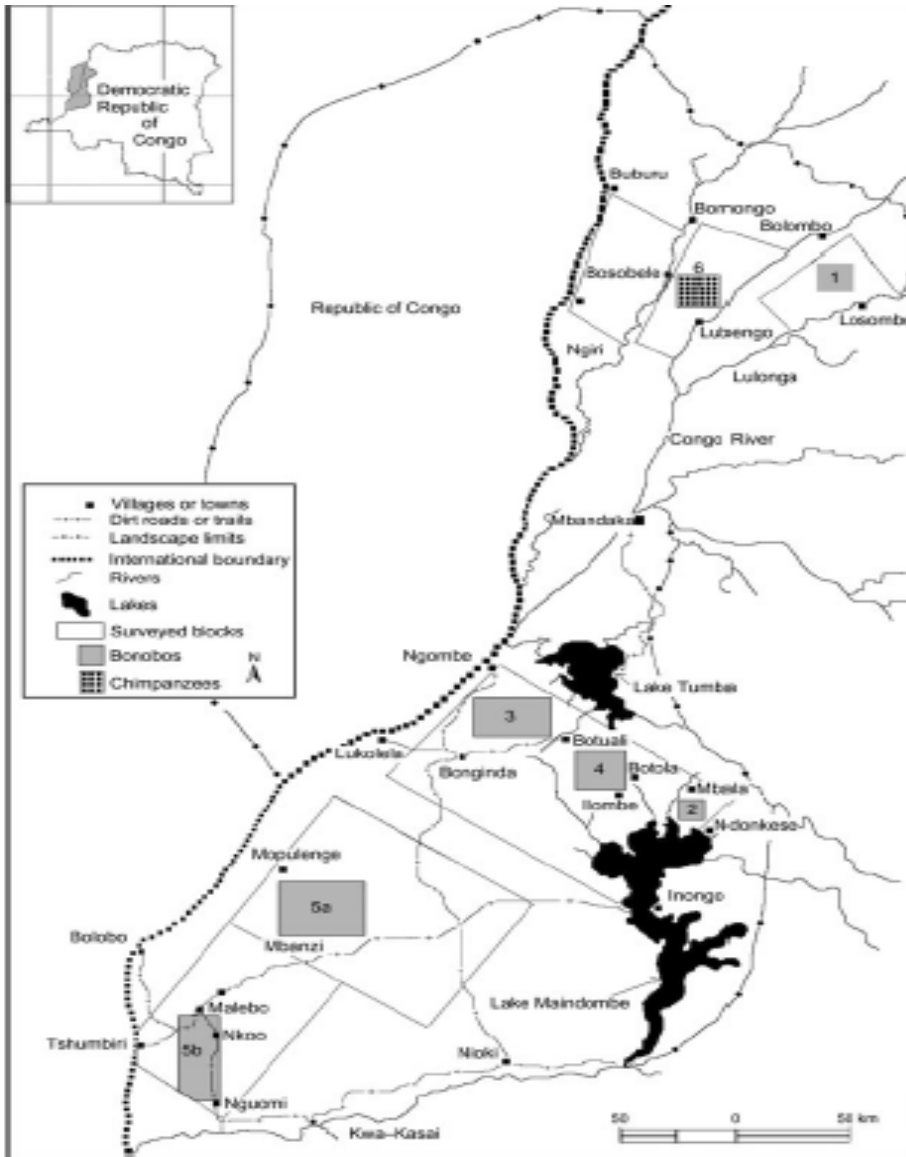 Democratic
Republic
of
Congo
Buburu
Bomongo
Bolombo
Bosobele
6
1
Republic of Congo
Losombo
Lubengo
Ngiri
Lulonga
Congo River
Villages or towns
Dirt roads or trails
Landscape limits
International boundary
Rivers
Lakes
Surveyed blocks
Bonobos
N
Chimpanzees
Mbandaka
Ngombe
Lake Tumba
3
Lukolela
Botuali
Bonginda
4
Botola
Mbala
Ilombe
2
Ndonkese
Mopulenge
5a
Inongo
Bolobo
Mbanzi
Malebo
Lake Maindombe
Tshumbiri
5b
Nkoo
Nioki
Nguomi
50 0 50 km
Kwa-Kasai